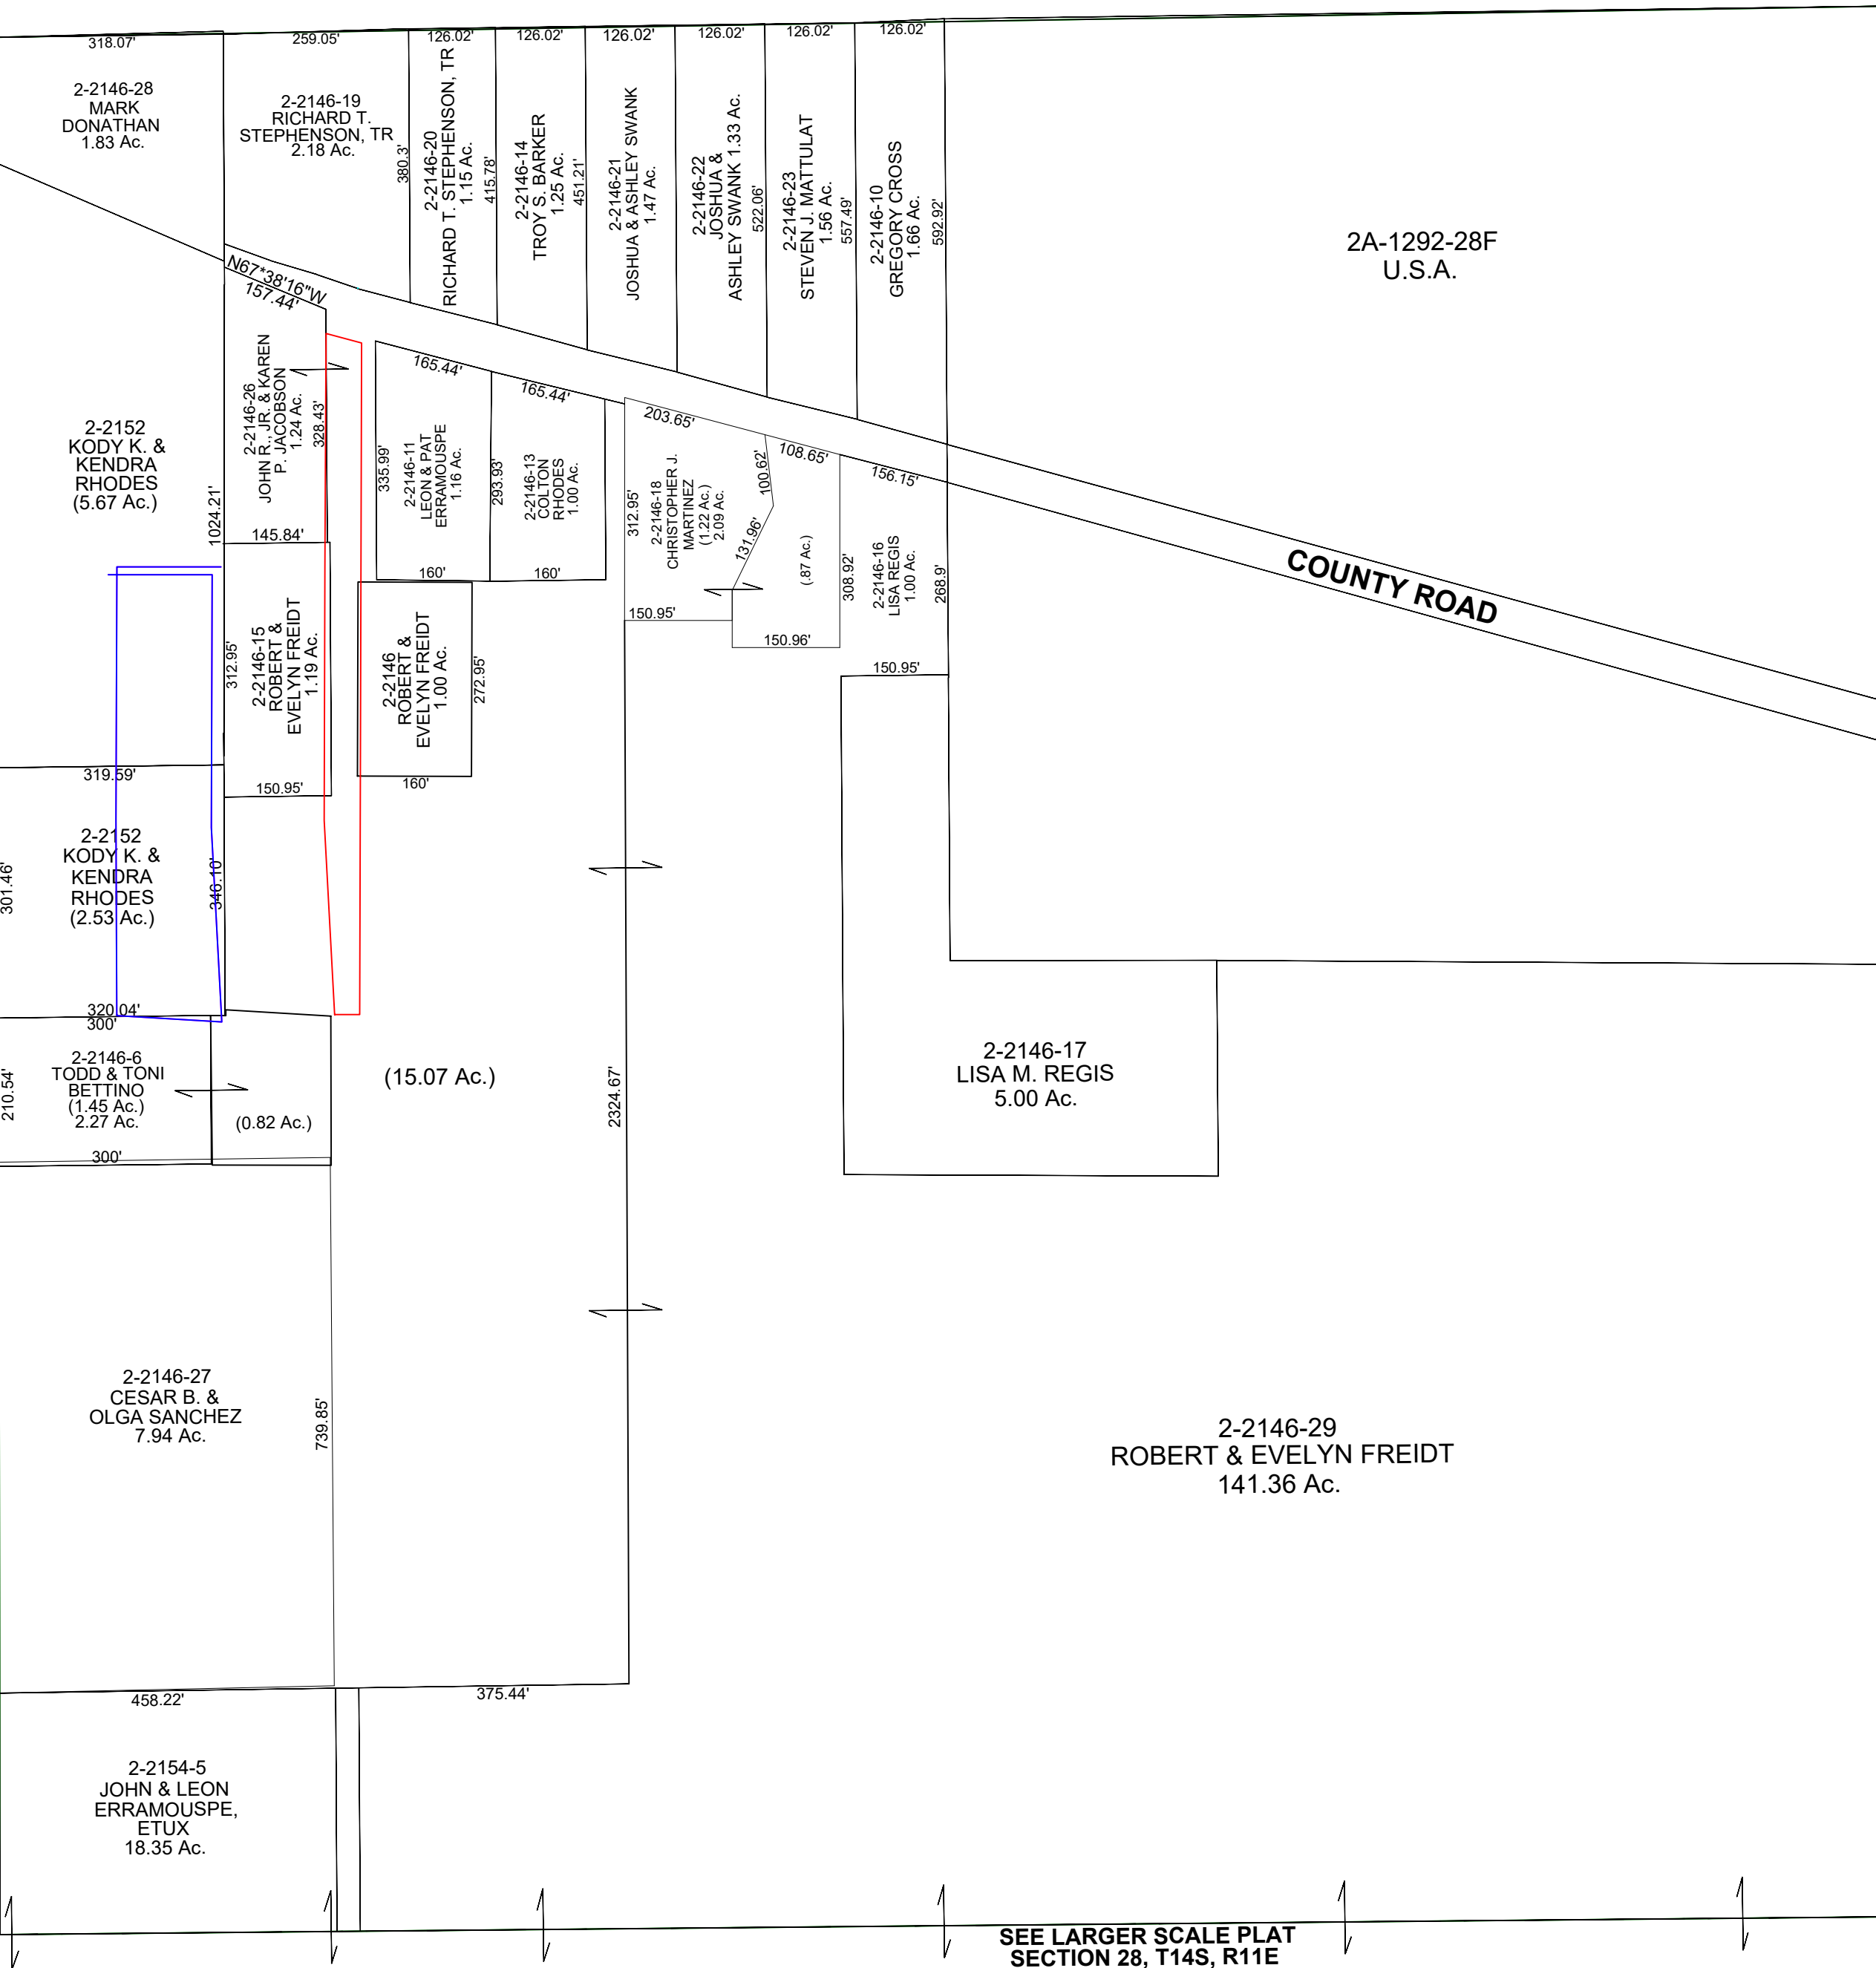 318.07'
259.05'
126.02'
126.02'
126.02'
126.02'
126.02'
126.02'
2-2146-28
MARK
DONATHAN
1.83 Ac.
2-2146-19
RICHARD T.
STEPHENSON, TR
2.18 Ac.
380.3'
2-2146-20
RICHARD T. STEPHENSON, TR
1.15 Ac.
415.78'
2-2146-14
TROY S. BARKER
1.25 Ac.
451.21'
2-2146-21
JOSHUA & ASHLEY SWANK
1.47 Ac.
2-2146-22
JOSHUA &
ASHLEY SWANK 1.33 Ac.
522.06'
2-2146-23
STEVEN J. MATTULAT
1.56 Ac.
557.49'
2-2146-10
GREGORY CROSS
1.66 Ac.
592.92'
2A-1292-28F
U.S.A.
N67*38'16"W
157.44'
2-2146-26
JOHN R., JR. & KAREN
P. JACOBSON
1.24 Ac.
328.43'
2-2152
KODY K. &
KENDRA
RHODES
(5.67 Ac.)
1024.21'
145.84'
165.44'
335.99'
2-2146-11
LEON & PAT
ERRAMOUSPE
1.16 Ac.
160'
165.44'
293.93'
2-2146-13
COLTON
RHODES
1.00 Ac.
160'
203.65'
312.95'
2-2146-18
CHRISTOPHER J.
MARTINEZ
(1.22 Ac.)
2.09 Ac.
100.62'
131.96'
150.95'
108.65'
(.87 Ac.)
150.96'
156.15'
308.92'
2-2146-16
LISA REGIS
1.00 Ac.
268.9'
150.95'
COUNTY ROAD
312.95'
2-2146-15
ROBERT &
EVELYN FREIDT
1.19 Ac.
150.95'
2-2146
ROBERT &
EVELYN FREIDT
1.00 Ac.
272.95'
160'
319.59'
2-2152
KODY K. &
KENDRA
RHODES
(2.53 Ac.)
301.46'
346.10'
320.04'
300'
2-2146-6
TODD & TONI
BETTINO
(1.45 Ac.)
2.27 Ac.
210.54'
(0.82 Ac.)
300'
(15.07 Ac.)
2324.67'
2-2146-17
LISA M. REGIS
5.00 Ac.
2-2146-27
CESAR B. &
OLGA SANCHEZ
7.94 Ac.
739.85'
2-2146-29
ROBERT & EVELYN FREIDT
141.36 Ac.
458.22'
375.44'
2-2154-5
JOHN & LEON
ERRAMOUSPE,
ETUX
18.35 Ac.
SEE LARGER SCALE PLAT
SECTION 28, T14S, R11E